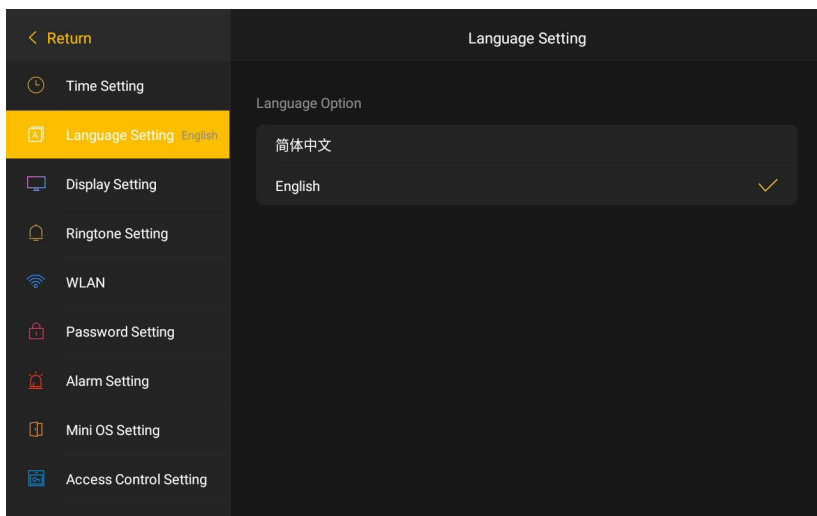 Return
Language Setting
Time Setting
Language Setting English
Display Setting
Ringtone Setting
WLAN
Password Setting
Alarm Setting
Mini OS Setting
Access Control Setting
Language Option
简体中文
English